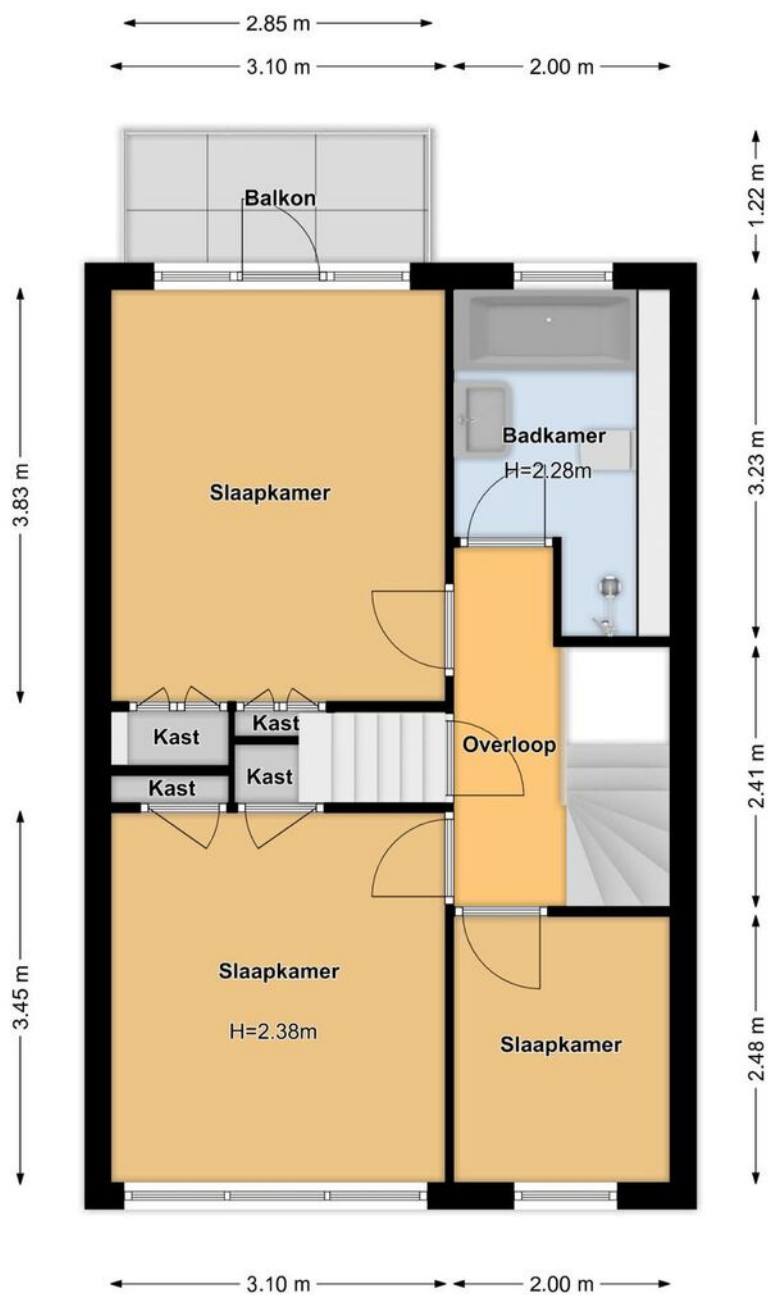 2.85 m
3.10 m
2.00 m
Balkon
1.22 m
Badkamer
H=2.28m
Slaapkamer
3.83 m
3.23 m
Kast
Kast
Overloop
Kast
Kast
2.41 m
Slaapkamer
H=2.38m
3.45 m
Slaapkamer
2.48 m
3.10 m
2.00 m